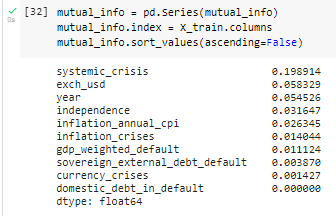 [32] mutual_info = pd.Series(mutual_info)
mutual_info.index = X_train.columns
mutual_info.sort_values(ascending=False)
0s
systemic_crisis 0.198914
exch_usd 0.058329
year 0.054526
independence 0.031647
inflation_annual_cpi 0.026345
inflation_crises 0.014044
gdp_weighted_default 0.011124
sovereign_external_debt_default 0.003870
currency_crises 0.001427
domestic_debt_in_default 0.000000
dtype: float64